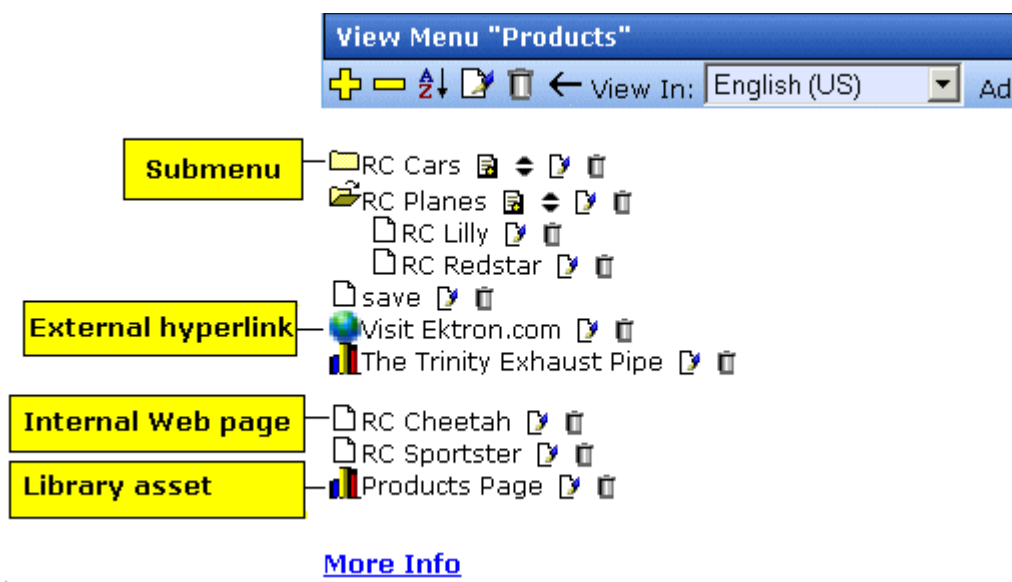 View Menu "Products"
View In: English (US) Ad
Submenu
RC Cars
RC Planes
RC Lilly
RC Redstar
save
External hyperlink
Visit Ektron.com
The Trinity Exhaust Pipe
Internal Web page
RC Cheetah
RC Sportster
Library asset
Products Page
More Info